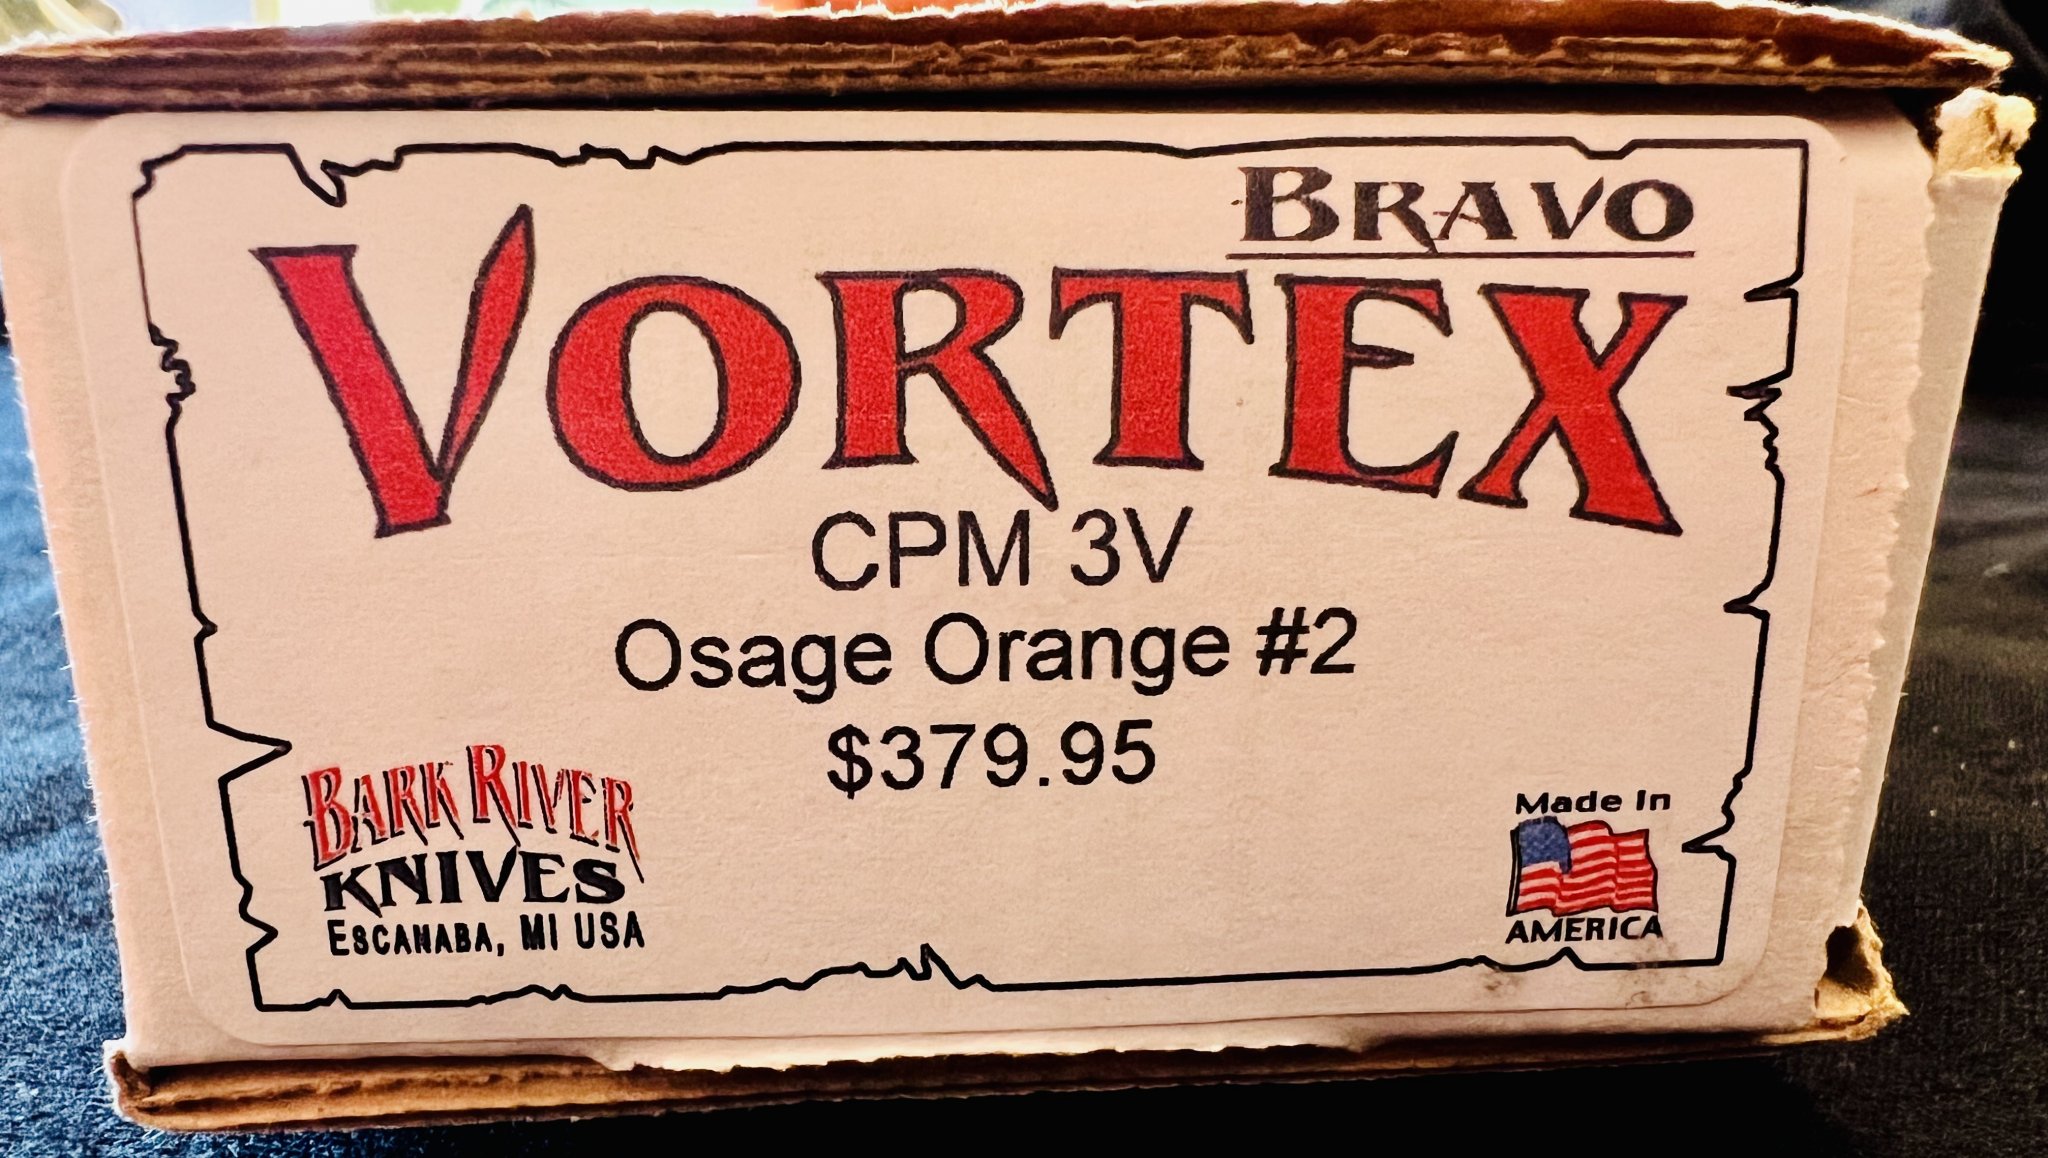 BRAVO
VORTEX
CPM 3V
Osage Orange #2
$379.95
BARK RIVER
KNIVES
ESCANABA, MI USA
Made In
AMERICA